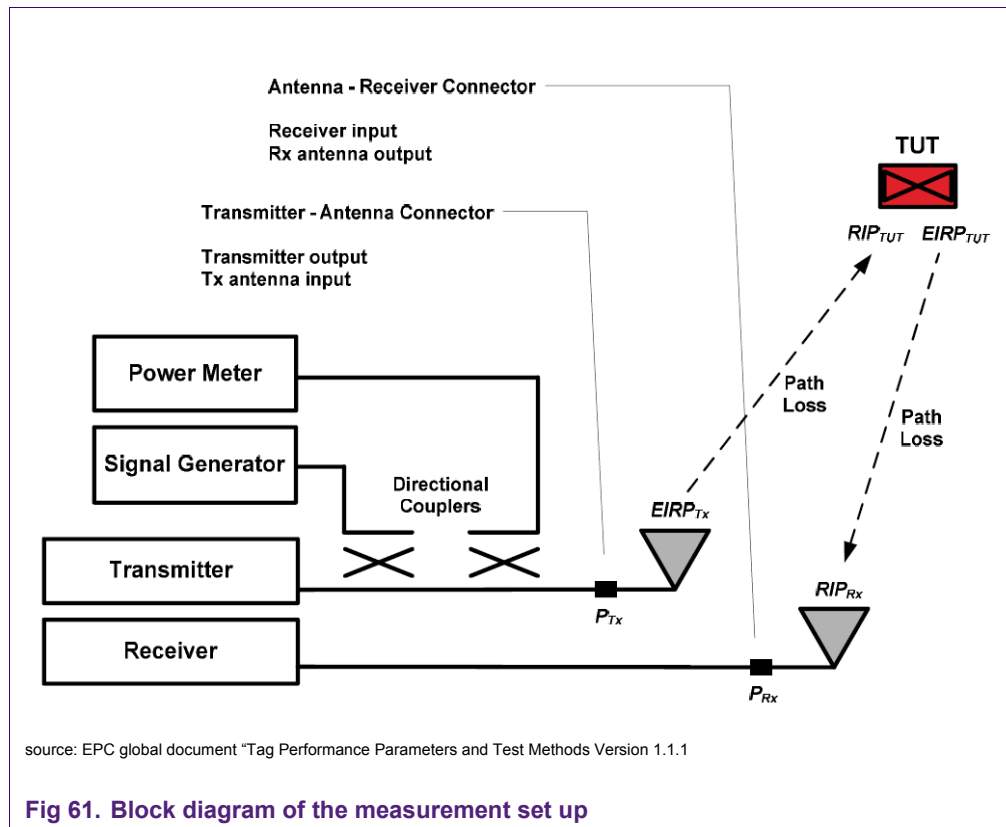 Antenna - Receiver Connector
Receiver input
Rx antenna output
TUT
Transmitter - Antenna Connector
RIPTUT EIRPTUT
Transmitter output
Tx antenna input
Power Meter
Path
Loss
Path
Loss
Signal Generator
Directional
Couplers
EIRPTx
Transmitter
RIPRx
PTx
Receiver
PRx
source: EPC global document “Tag Performance Parameters and Test Methods Version 1.1.1
Fig 61. Block diagram of the measurement set up